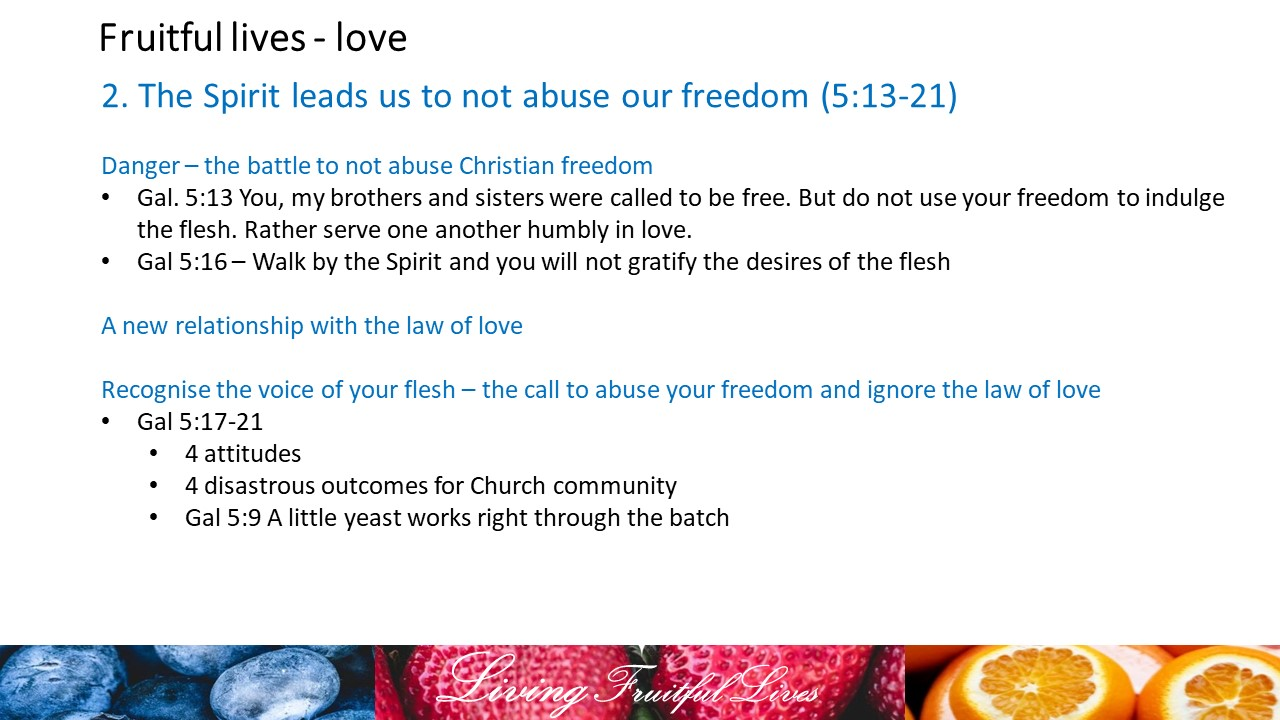 Fruitful lives - love
2. The Spirit leads us to not abuse our freedom (5:13-21)
Danger – the battle to not abuse Christian freedom
• Gal. 5:13 You, my brothers and sisters were called to be free. But do not use your freedom to indulge
the flesh. Rather serve one another humbly in love.
• Gal 5:16 – Walk by the Spirit and you will not gratify the desires of the flesh
A new relationship with the law of love
Recognise the voice of your flesh – the call to abuse your freedom and ignore the law of love
• Gal 5:17-21
• 4 attitudes
• 4 disastrous outcomes for Church community
• Gal 5:9 A little yeast works right through the batch
Living Fruitful Lives